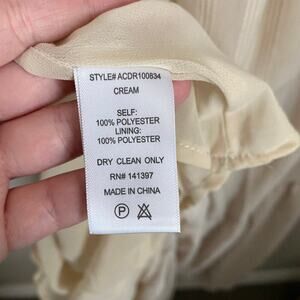 STYLE# ACDR100834
CREAM
SELF:
100% POLYESTER
LINING:
100% POLYESTER
DRY CLEAN ONLY
RN# 141397
MADE IN CHINA
P